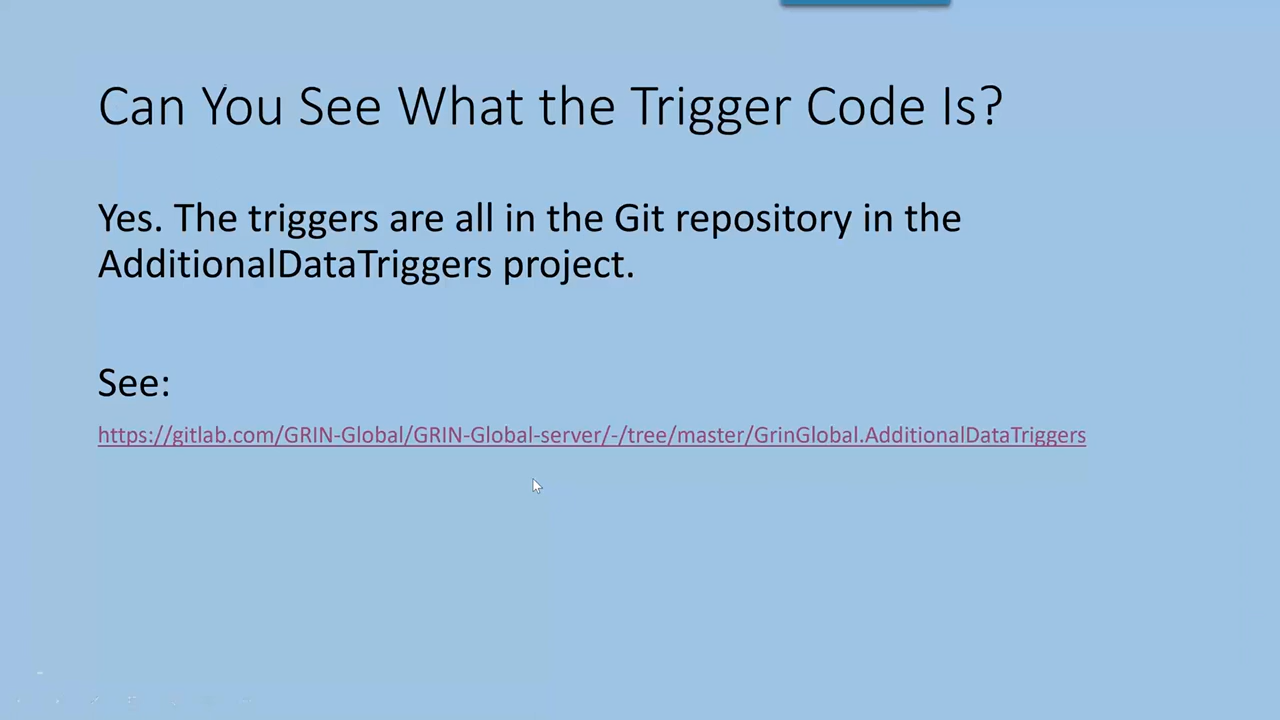 Can You See What the Trigger Code Is?
Yes. The triggers are all in the Git repository in the
AdditionalDataTriggers project.
See:
https://gitlab.com/GRIN-Global/GRIN-Global-server/-/tree/master/GrinGlobal.AdditionalDataTriggers